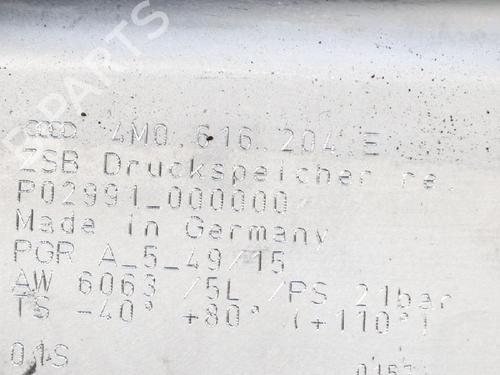 B-PARTS
4M0.616.204.E
ZSB Druckspeicher re
P02991_000000
Made in Germany
PGR A_5_49/15
AW 6063 /5L /PS 21bar
TS -40° +80° (+110°)
01S